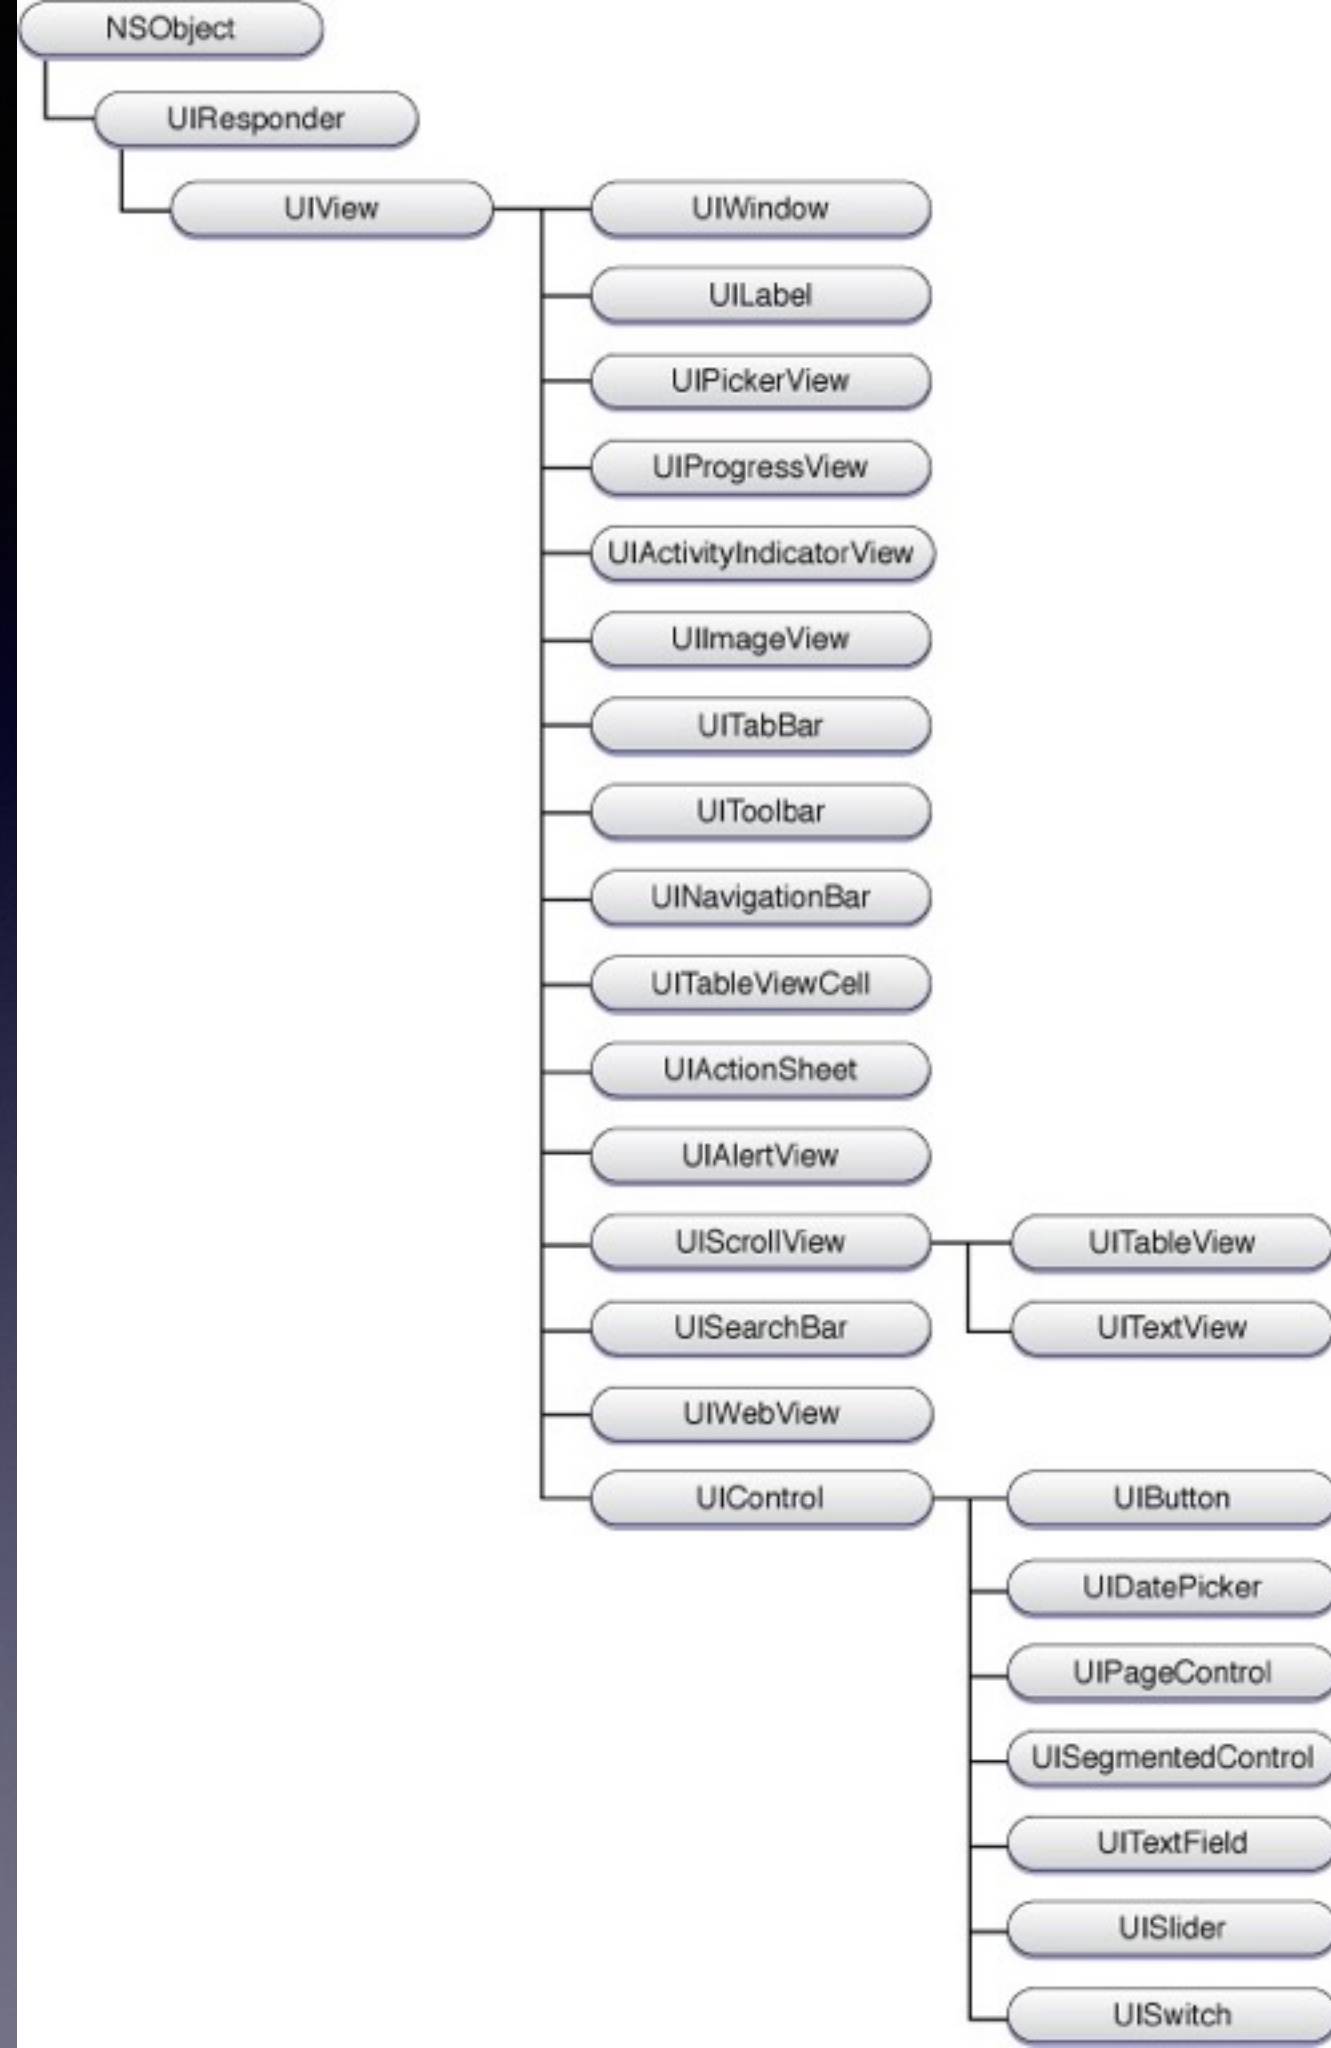 NSObject
UIResponder
UIView
UIWindow
UILabel
UIPickerView
UIProgressView
UIActivityIndicatorView
UIImageView
UITabBar
UIToolbar
UINavigationBar
UITableViewCell
UIActionSheet
UIAlertView
UIScrollView
UITableView
UISearchBar
UITextView
UIWebView
UIControl
UIButton
UIDatePicker
UIPageControl
UISegmentedControl
UITextField
UISlider
UISwitch